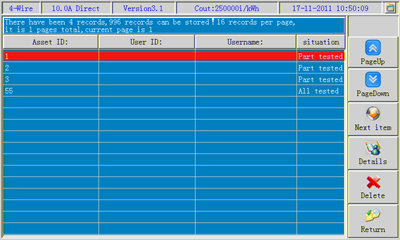 4-Wire 10.0A Direct Version3.1 Cout:2500001/kWh 17-11-2011 10:50:09
There have been 4 records,996 records can be stored!16 records per page,
it is 1 pages total,current page is 1
Asset ID: User ID: Username: situation
1 Part tested
2 Part tested
3 Part tested
55 All tested
PageUp
PageDown
Next item
Details
Delete
Return